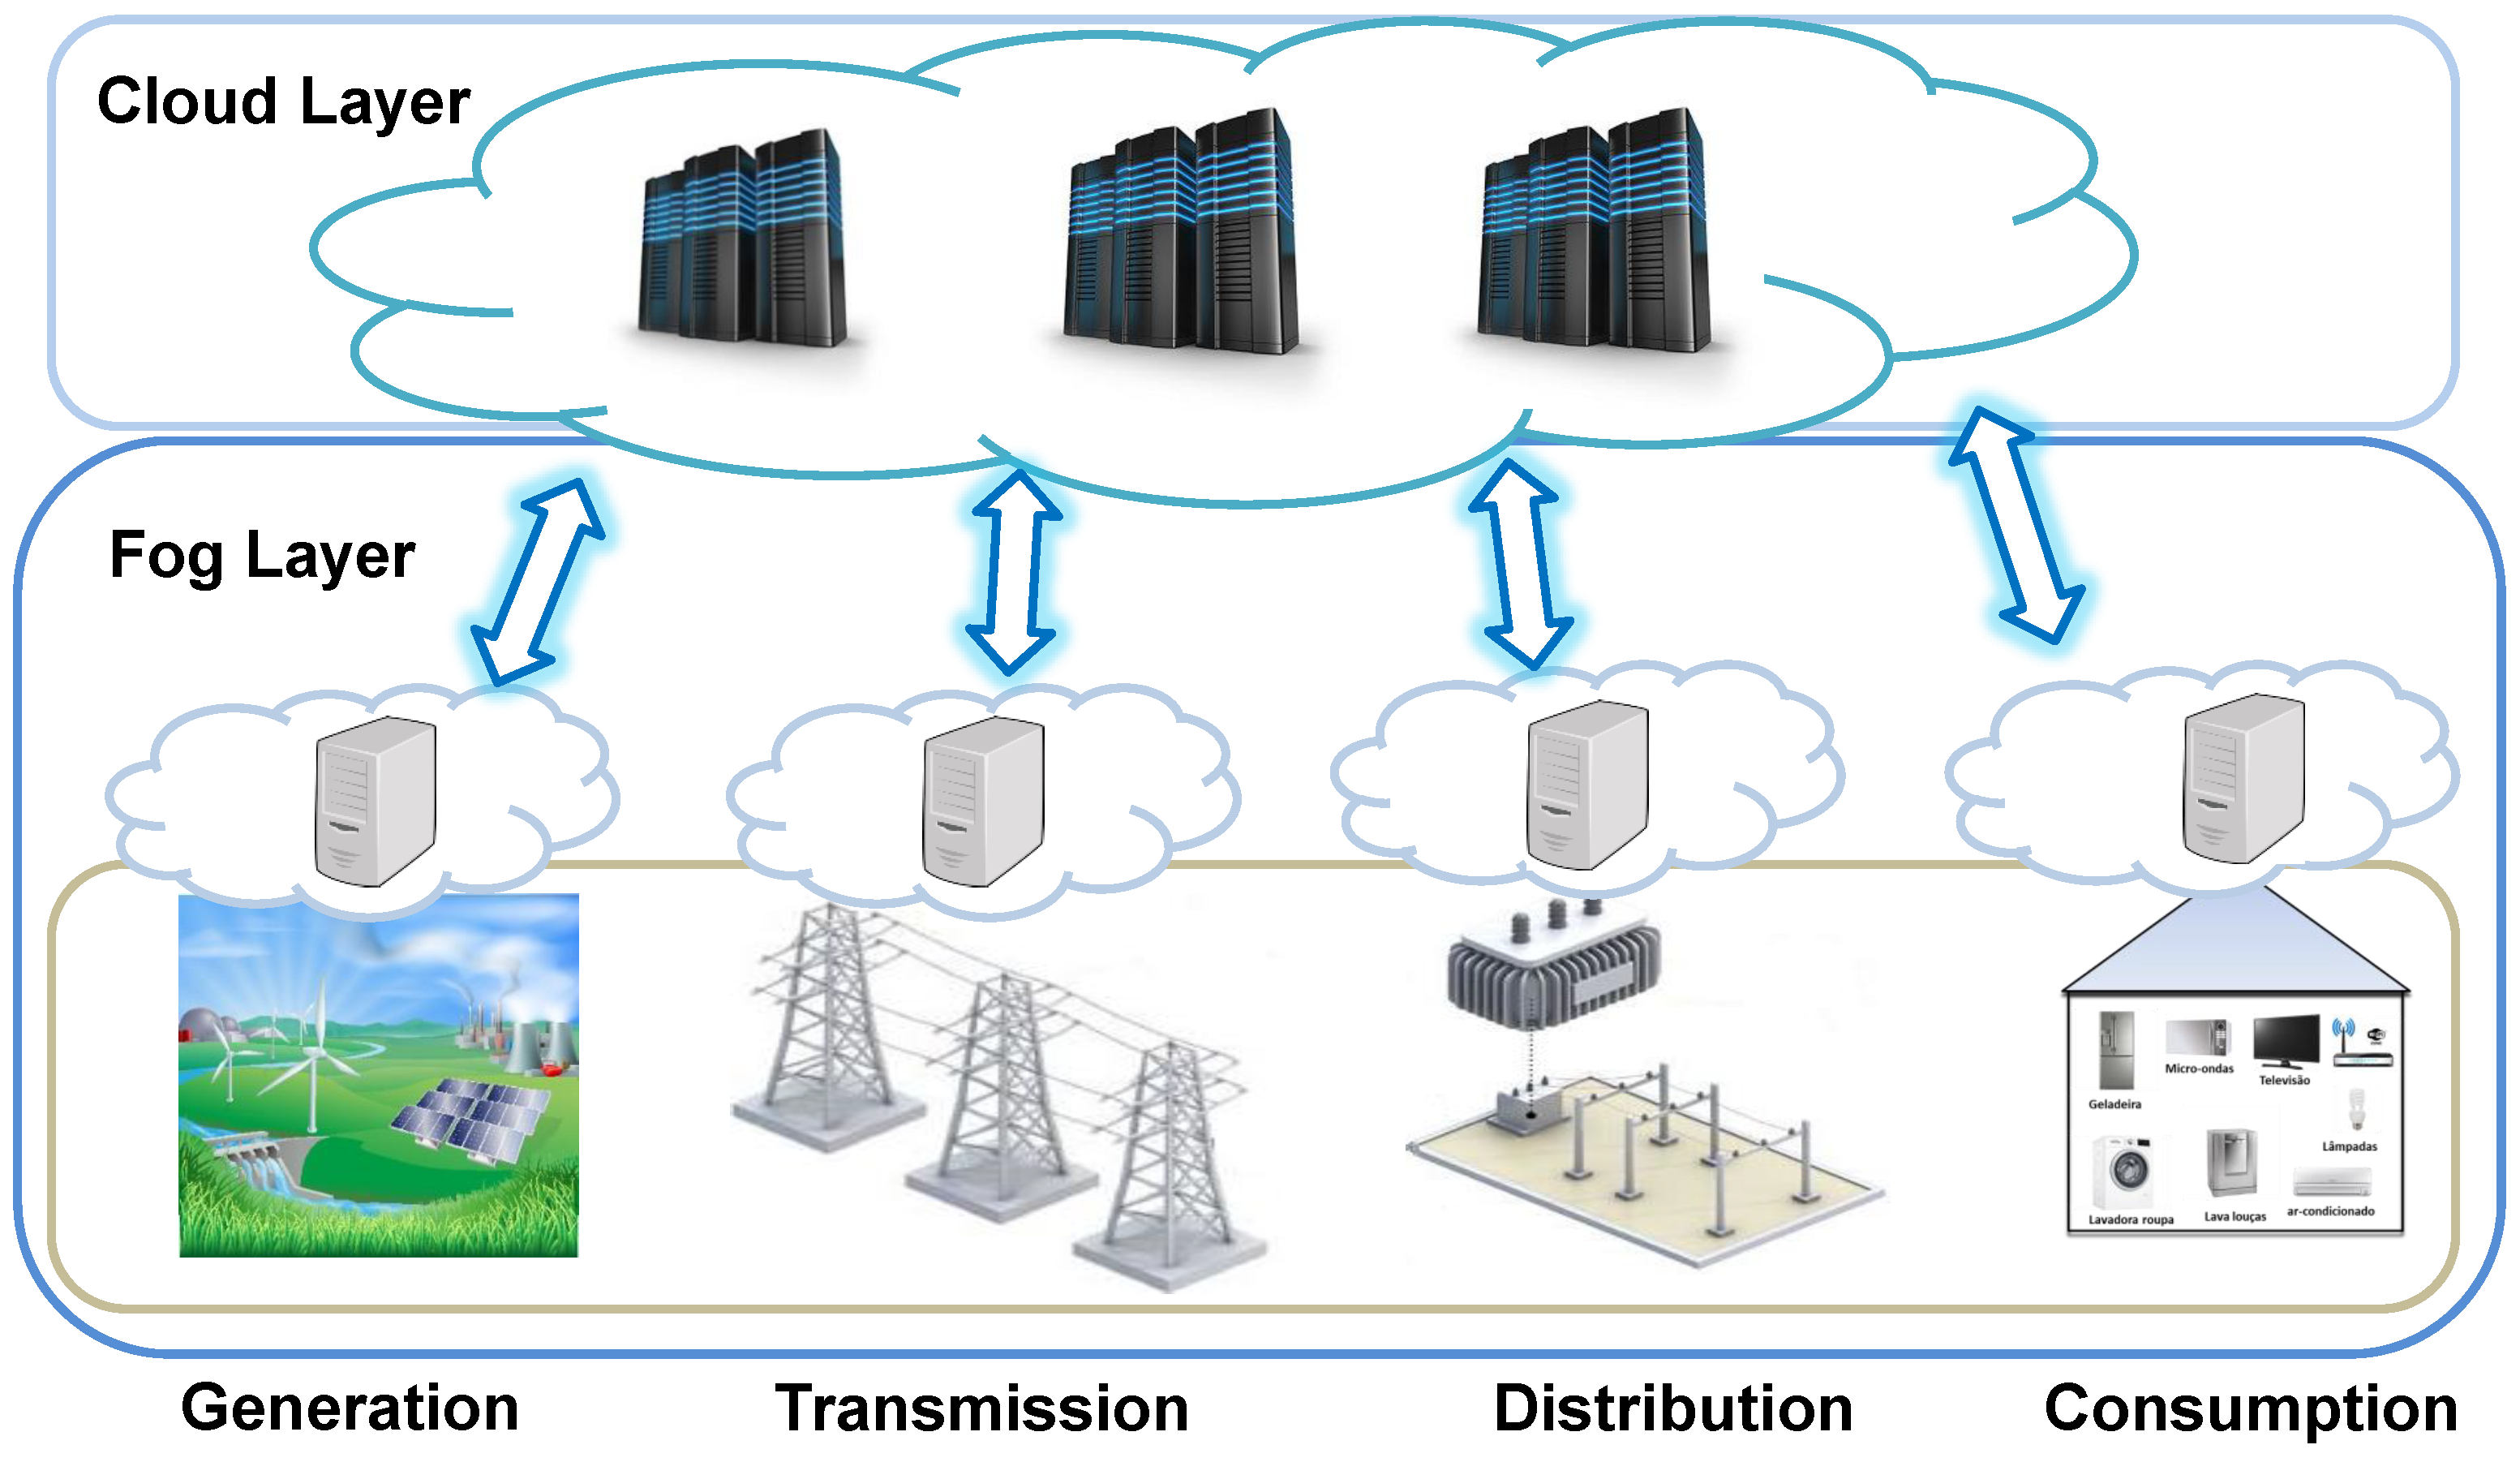 Cloud Layer
Fog Layer
Micro-ondas
Televisão
Geladeira
Lâmpadas
Lavadora roupa
Lava louças
ar-condicionado
Generation
Transmission
Distribution
Consumption